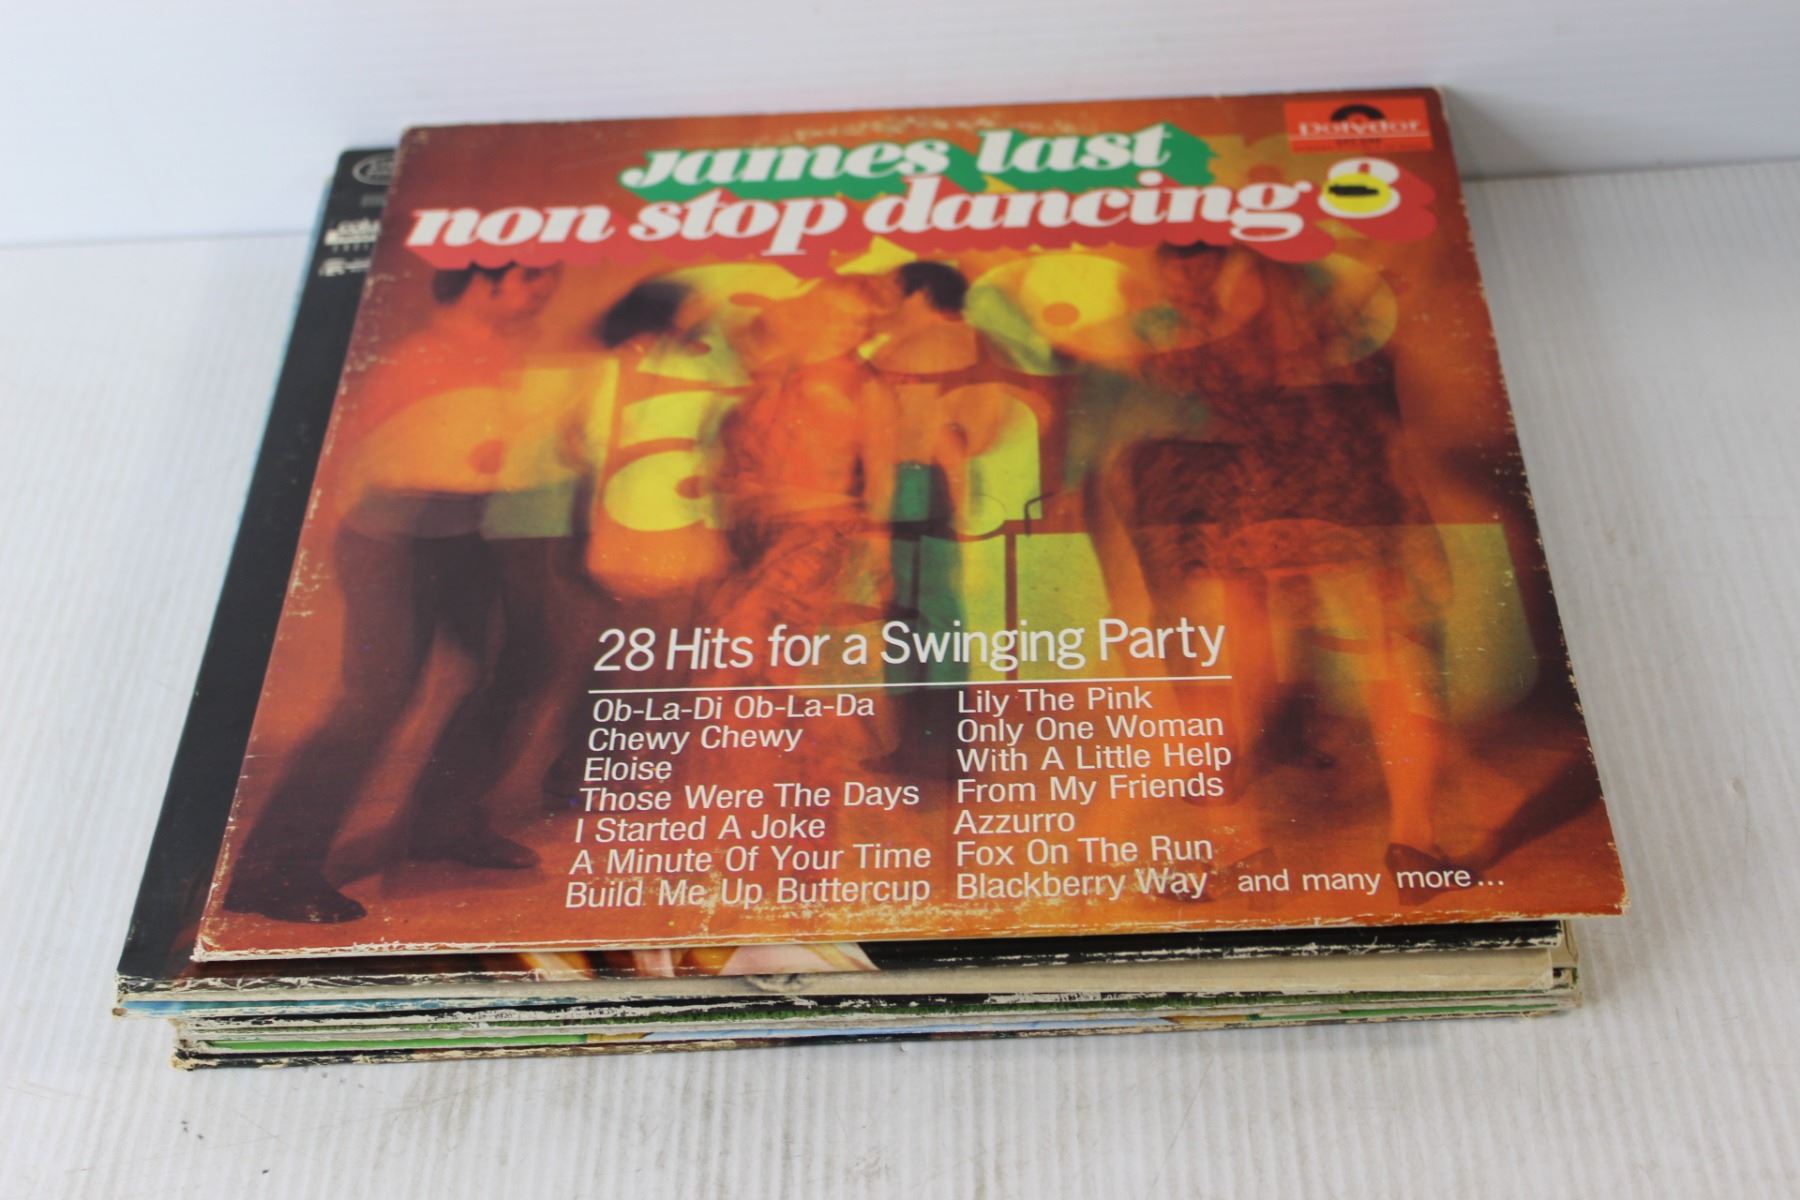 Polydor
james last
non stop dancing 8
28 Hits for a Swinging Party
Ob-La-Di Ob-La-Da
Chewy Chewy
Eloise
Those Were The Days
I Started A Joke
A Minute Of Your Time
Build Me Up Buttercup
Lily The Pink
Only One Woman
With A Little Help
From My Friends
Azzurro
Fox On The Run
Blackberry Way
and many more...